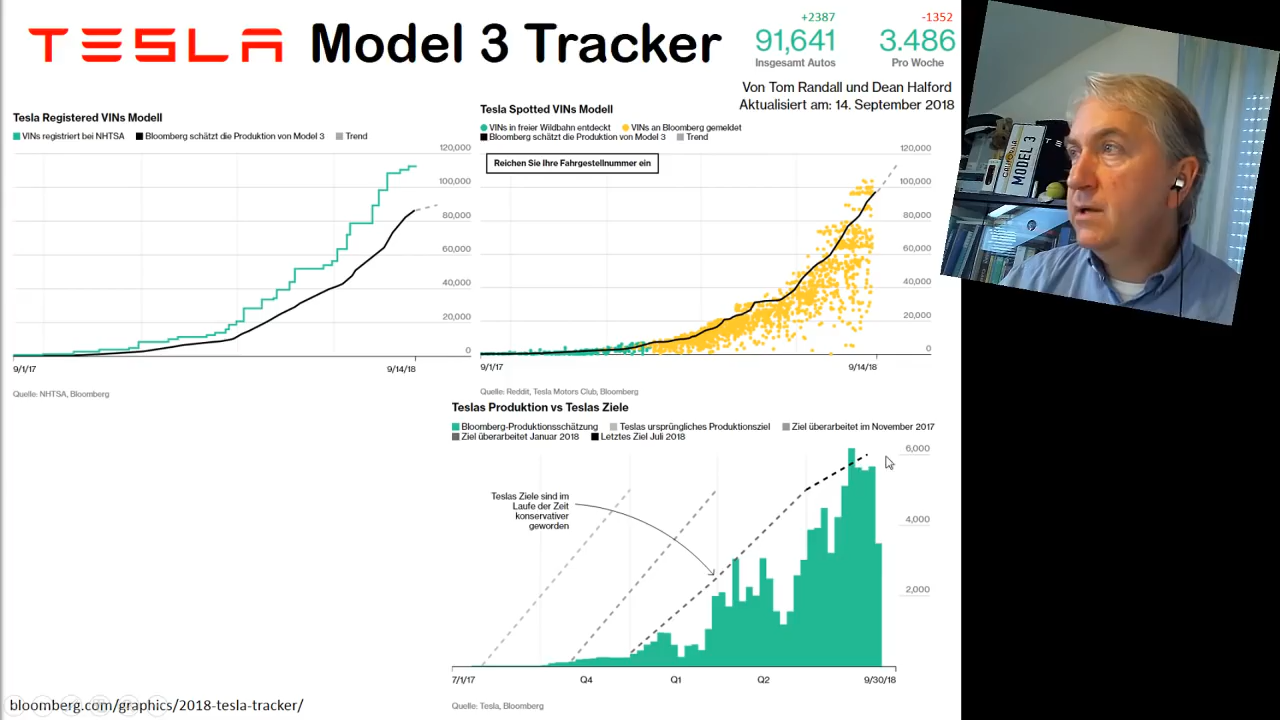 TESLA Model 3 Tracker
+2387
91,641
Insgesamt Autos
-1352
3.486
Pro Woche
Von Tom Randall und Dean Halford
Aktualisiert am: 14. September 2018
Tesla Registered VINs Modell
VINs registriert bei NHTSA Bloomberg schätzt die Produktion von Model 3 Trend
120,000
100,000
80,000
60,000
40,000
20,000
0
9/1/17 9/14/18
Quelle: NHTSA, Bloomberg
Tesla Spotted VINs Modell
VINs in freier Wildbahn entdeckt VINs an Bloomberg gemeldet
Bloomberg schätzt die Produktion von Model 3 Trend
Reichen Sie Ihre Fahrgestellnummer ein
120,000
100,000
80,000
60,000
40,000
20,000
0
9/1/17 9/14/18
Quelle: Reddit, Tesla Motors Club, Bloomberg
Teslas Produktion vs Teslas Ziele
Bloomberg-Produktionsschätzung Teslas ursprüngliches Produktionsziel Ziel überarbeitet im November 2017
Ziel überarbeitet Januar 2018 Letztes Ziel Juli 2018
Teslas Ziele sind im
Laufe der Zeit
konservativer
geworden
6,000
4,000
2,000
7/1/17 Q4 Q1 Q2 9/30/18
Quelle: Tesla, Bloomberg
bloomberg.com/graphics/2018-tesla-tracker/
CALIFORNIA
MODEL 3